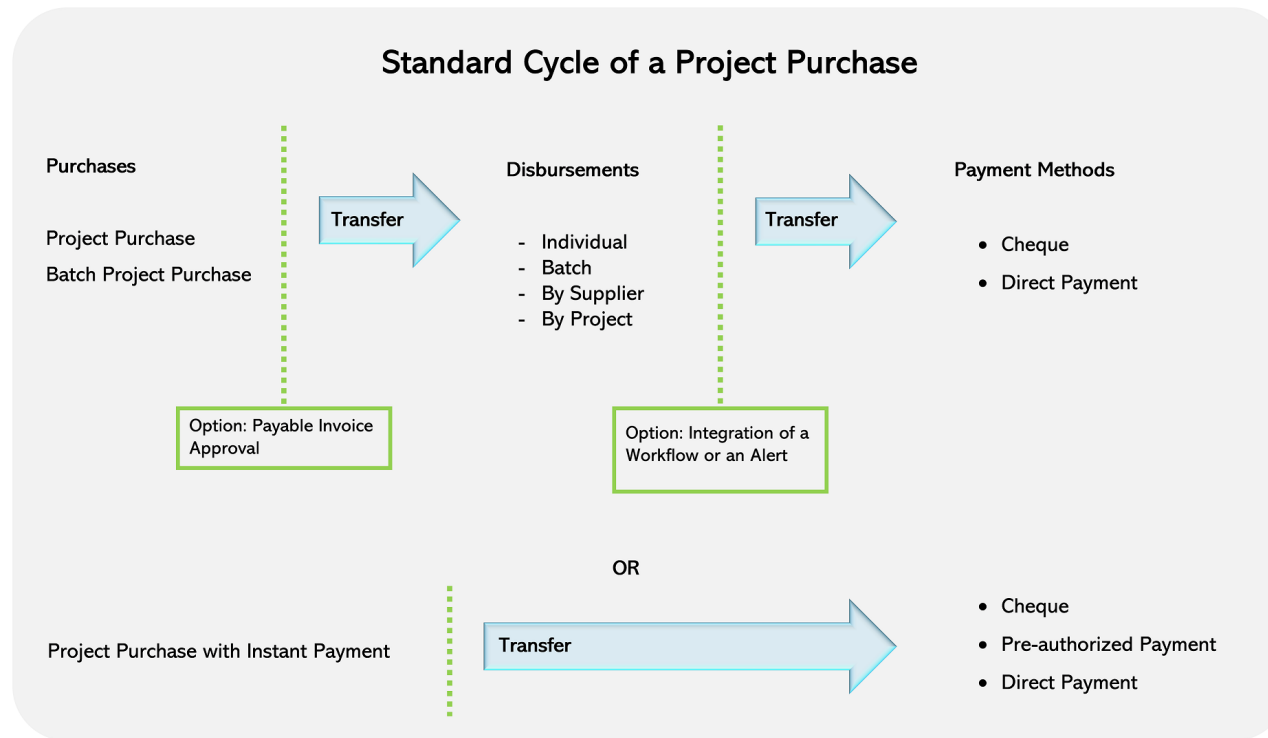 Standard Cycle of a Project Purchase
Purchases
Project Purchase
Batch Project Purchase
Transfer
Disbursements
- Individual
- Batch
- By Supplier
- By Project
Transfer
Payment Methods
• Cheque
• Direct Payment
Option: Payable Invoice
Approval
Option: Integration of a
Workflow or an Alert
OR
Project Purchase with Instant Payment
Transfer
• Cheque
• Pre-authorized Payment
• Direct Payment